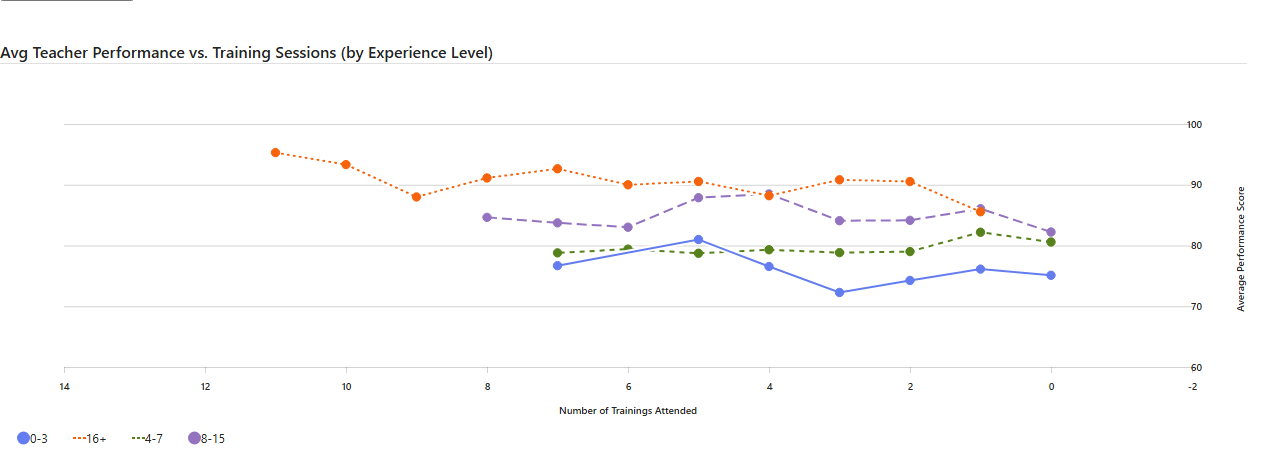 Avg Teacher Performance vs. Training Sessions (by Experience Level)
100
90
80
70
60
Average Performance Score
14 12 10 8 6 4 2 0 -2
Number of Trainings Attended
0-3 16+ 4-7 8-15